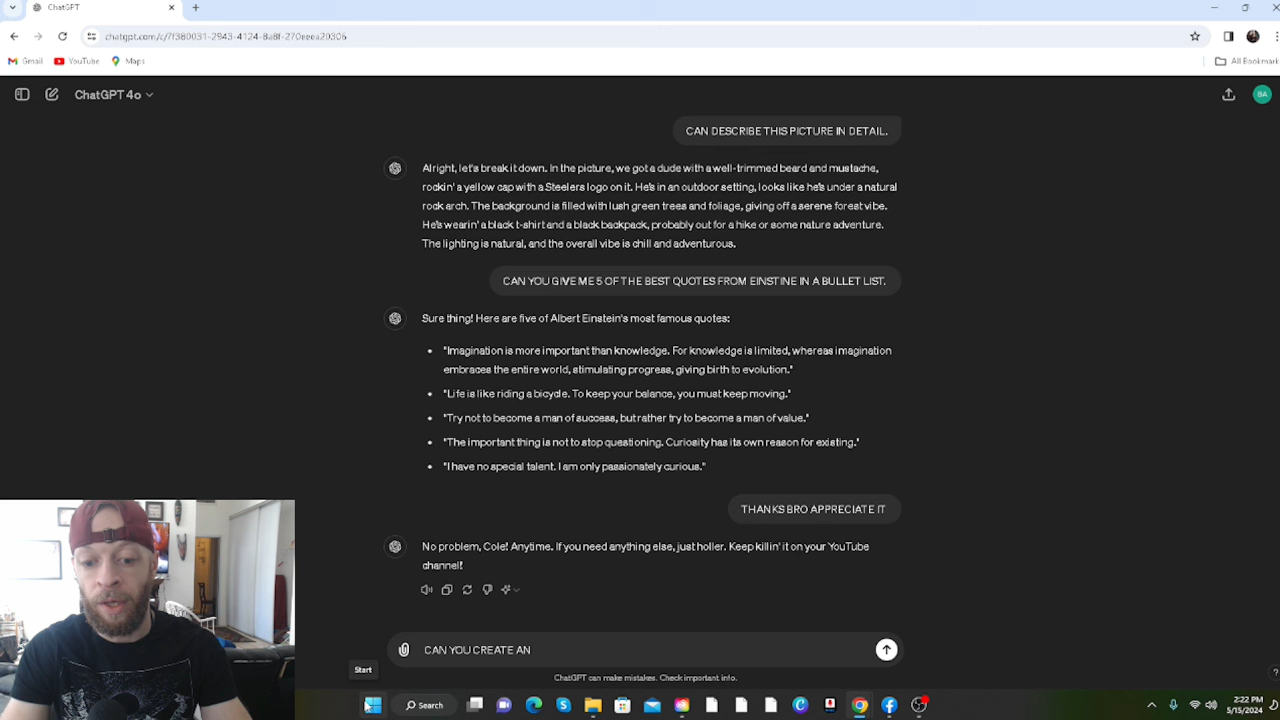 ChatGPT
chatgpt.com/c/7f380031-2943-4124-8a8f-270eeea20306
Gmail YouTube Maps All Bookmark
ChatGPT 4o BA
CAN DESCRIBE THIS PICTURE IN DETAIL.
Alright, let's break it down. In the picture, we got a dude with a well-trimmed beard and mustache,
rockin' a yellow cap with a Steelers logo on it. He's in an outdoor setting, looks like he's under a natural
rock arch. The background is filled with lush green trees and foliage, giving off a serene forest vibe.
He's wearin' a black t-shirt and a black backpack, probably out for a hike or some nature adventure.
The lighting is natural, and the overall vibe is chill and adventurous.
CAN YOU GIVE ME 5 OF THE BEST QUOTES FROM EINSTINE IN A BULLET LIST.
Sure thing! Here are five of Albert Einstein's most famous quotes:
• "Imagination is more important than knowledge. For knowledge is limited, whereas imagination
embraces the entire world, stimulating progress, giving birth to evolution."
• "Life is like riding a bicycle. To keep your balance, you must keep moving."
• "Try not to become a man of success, but rather try to become a man of value."
• "The important thing is not to stop questioning. Curiosity has its own reason for existing."
• "I have no special talent. I am only passionately curious."
THANKS BRO APPRECIATE IT
No problem, Cole! Anytime. If you need anything else, just holler. Keep killin' it on your YouTube
channel!
CAN YOU CREATE AN
Start
ChatGPT can make mistakes. Check important info.
?
Search
2:22 PM
5/15/2024